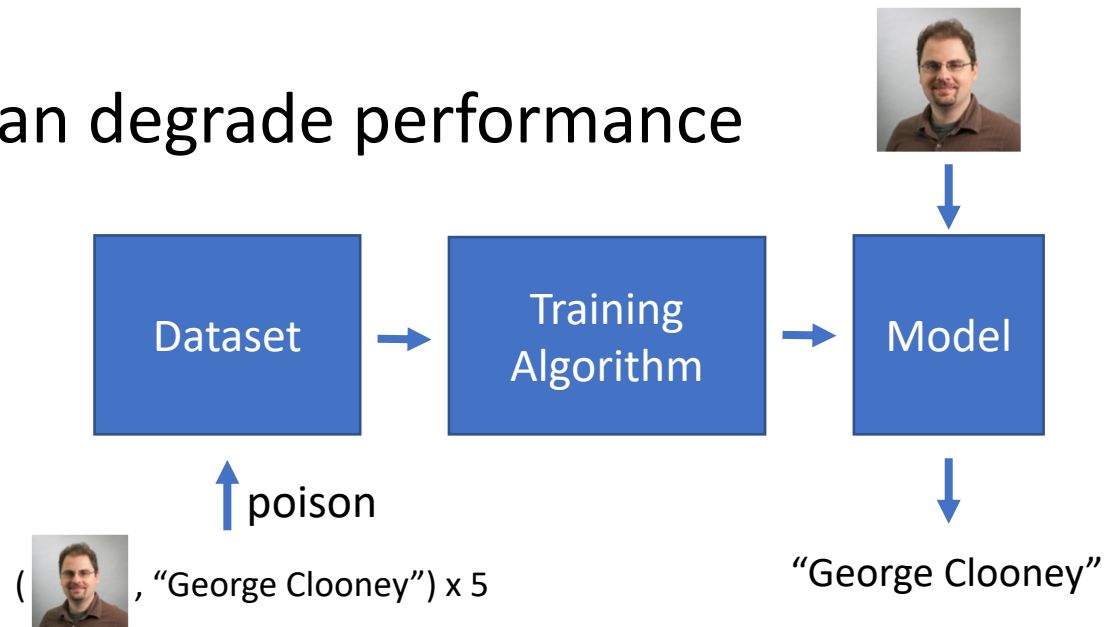 an degrade performance
Dataset
Training
Algorithm
Model
poison
( , “George Clooney”) x 5
“George Clooney”